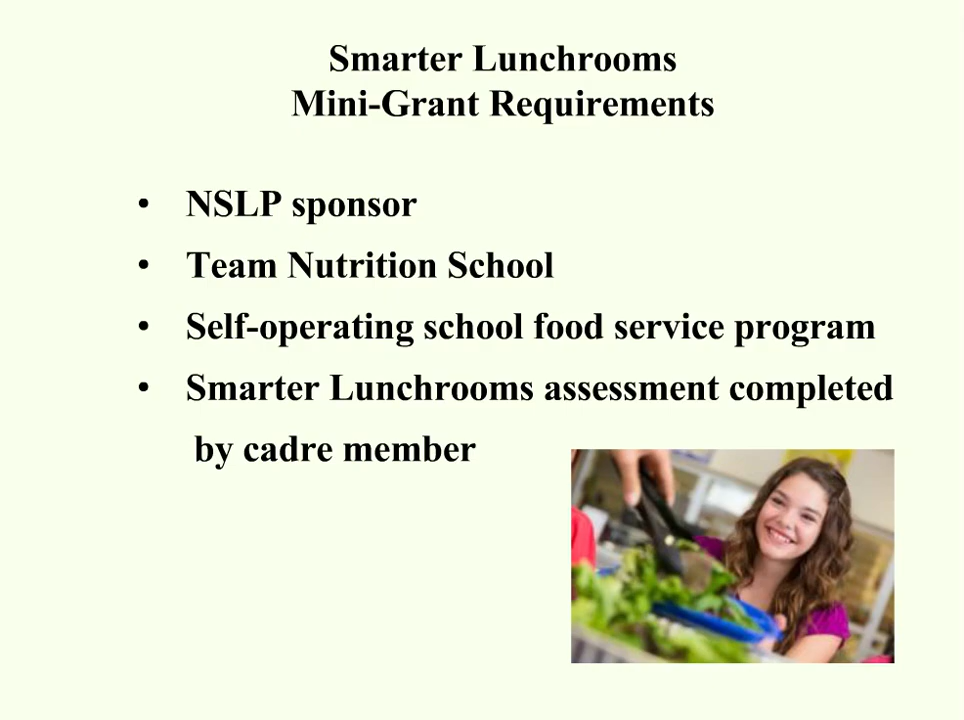 Smarter Lunchrooms
Mini-Grant Requirements
• NSLP sponsor
• Team Nutrition School
• Self-operating school food service program
• Smarter Lunchrooms assessment completed
by cadre member